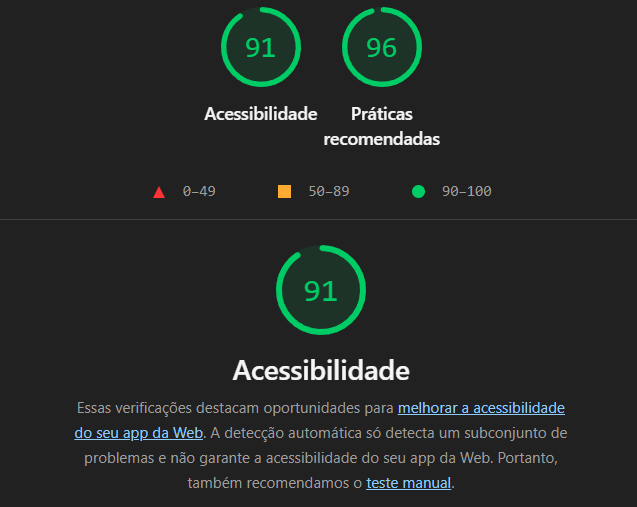 91 96
Acessibilidade Práticas
recomendadas
0–49 50–89 90–100
91
Acessibilidade
Essas verificações destacam oportunidades para melhorar a acessibilidade
do seu app da Web. A detecção automática só detecta um subconjunto de
problemas e não garante a acessibilidade do seu app da Web. Portanto,
também recomendamos o teste manual.